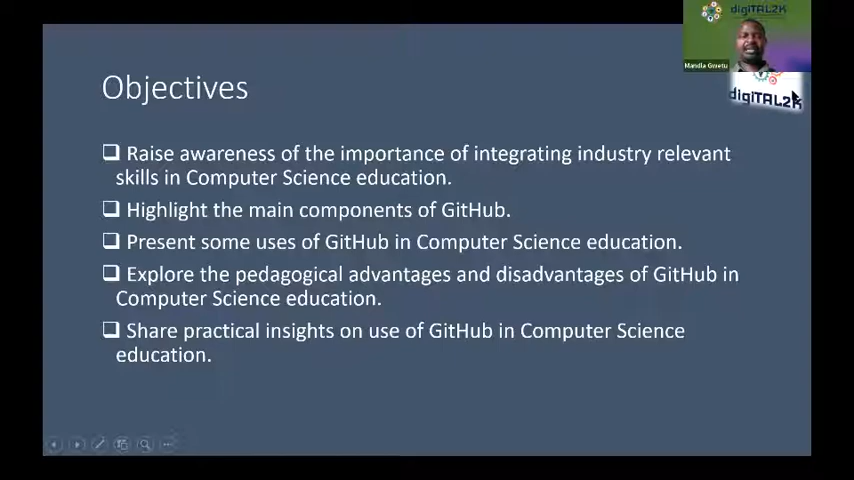 digiTAL2K
Mandla Gwetu
digiTAL2K
Objectives
Raise awareness of the importance of integrating industry relevant
skills in Computer Science education.
Highlight the main components of GitHub.
Present some uses of GitHub in Computer Science education.
Explore the pedagogical advantages and disadvantages of GitHub in
Computer Science education.
Share practical insights on use of GitHub in Computer Science
education.